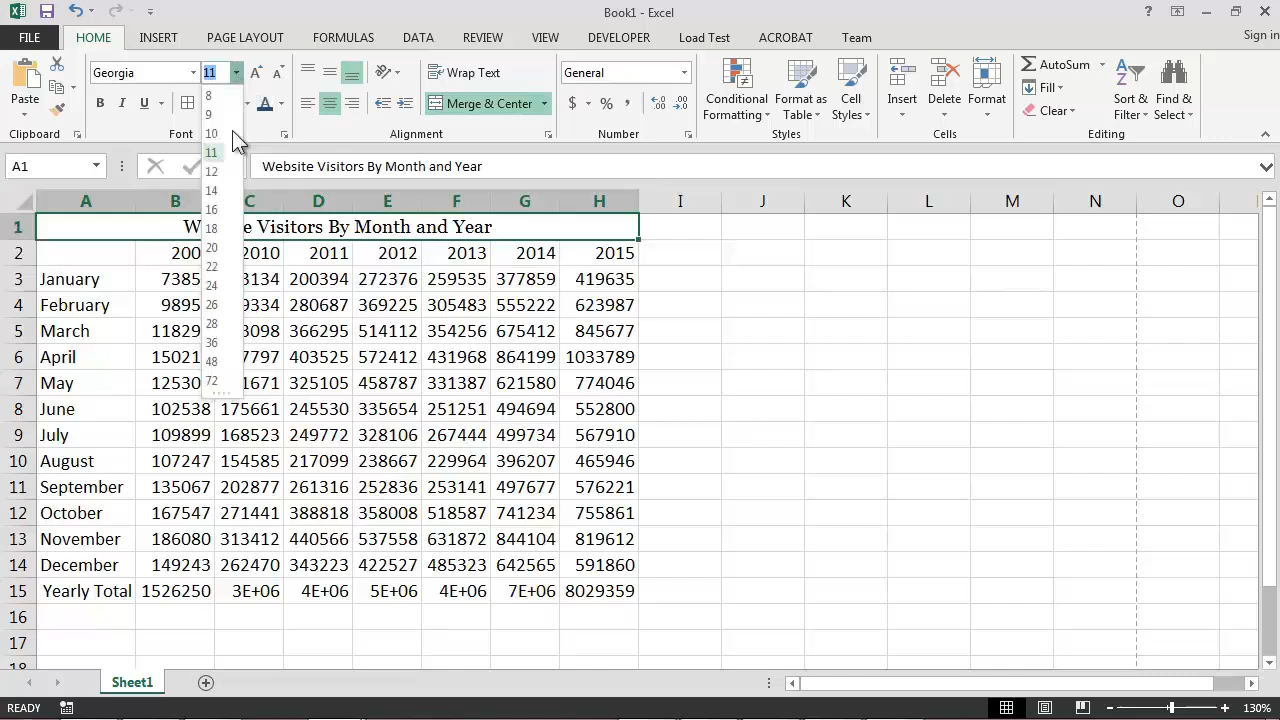 Book1 - Excel
Sign in
FILE HOME INSERT PAGE LAYOUT FORMULAS DATA REVIEW VIEW DEVELOPER Load Test ACROBAT Team
Georgia 11 Wrap Text General AutoSum
Paste Conditional Format as Cell Insert Delete Format Fill Sort & Find &
B I U A Merge & Center $ % , Formatting Table Styles Clear Filter Select
Clipboard Font Alignment Number Styles Cells Editing
8
9
10
11
12
14
16
18
20
22
24
26
28
36
48
72
A1 Website Visitors By Month and Year
A B C D E F G H I J K L M N O
1 W e Visitors By Month and Year
2 200 2010 2011 2012 2013 2014 2015
3 January 7385 3134 200394 272376 259535 377859 419635
4 February 9895 9334 280687 369225 305483 555222 623987
5 March 11829 3098 366295 514112 354256 675412 845677
6 April 15021 7797 403525 572412 431968 864199 1033789
7 May 12530 1671 325105 458787 331387 621580 774046
8 June 102538 175661 245530 335654 251251 494694 552800
9 July 109899 168523 249772 328106 267444 499734 567910
10 August 107247 154585 217099 238667 229964 396207 465946
11 September 135067 202877 261316 252836 253141 497677 576221
12 October 167547 271441 388818 358008 518587 741234 755861
13 November 186080 313412 440566 537558 631872 844104 819612
14 December 149243 262470 343223 422527 485323 642565 591860
15 Yearly Total 1526250 3E+06 4E+06 5E+06 4E+06 7E+06 8029359
16
17
18
Sheet1
READY 130%